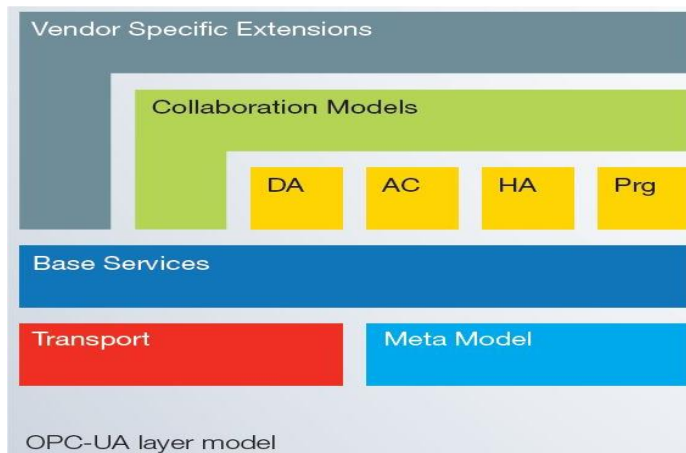 Vendor Specific Extensions
Collaboration Models
DA AC HA Prg
Base Services
Transport Meta Model
OPC-UA layer model